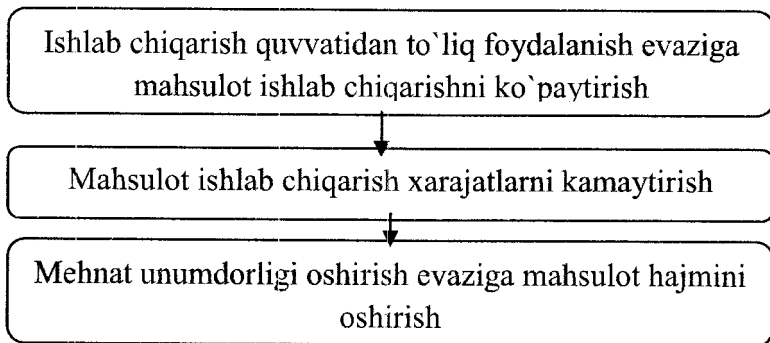 Ishlab chiqarish quvvatidan to`liq foydalanish evaziga
mahsulot ishlab chiqarishni ko`paytirish
Mahsulot ishlab chiqarish xarajatlarni kamaytirish
Mehnat unumdorligi oshirish evaziga mahsulot hajmini
oshirish